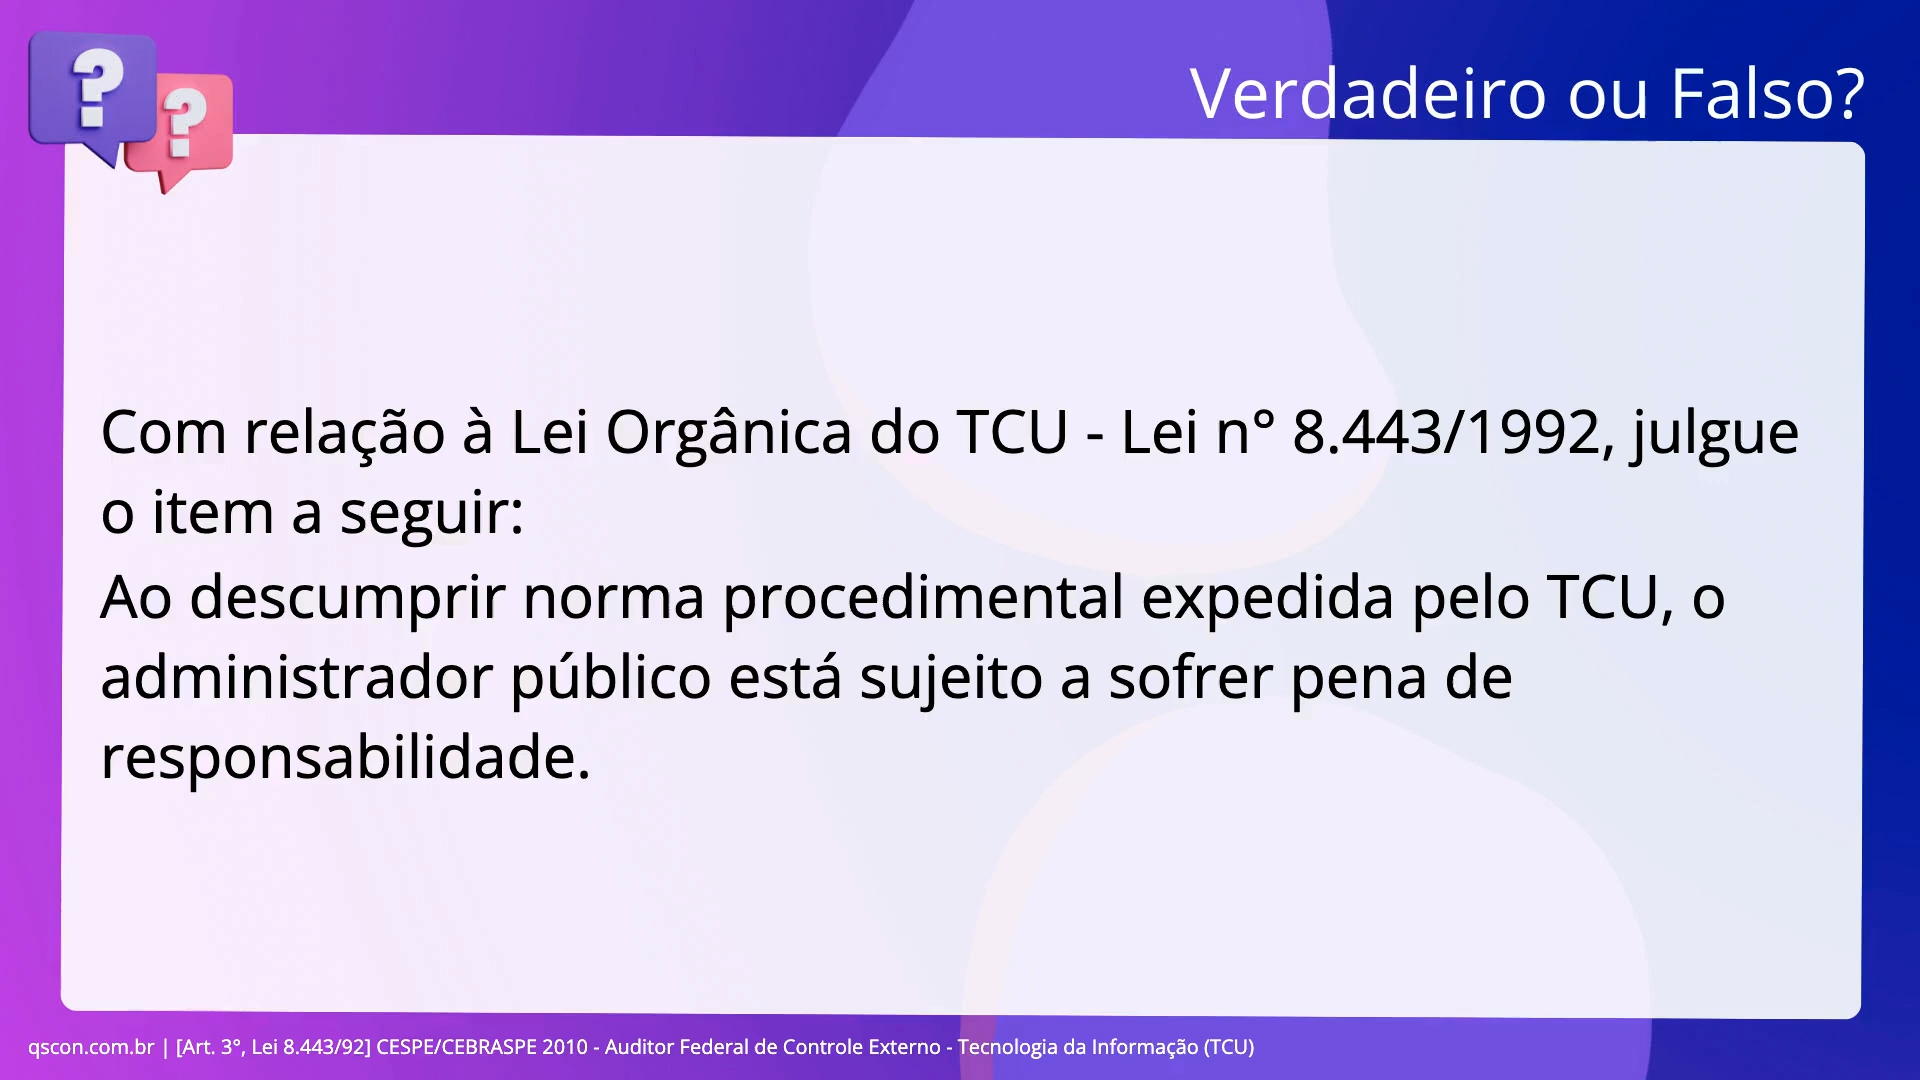 ?
?
Verdadeiro ou Falso?
Com relação à Lei Orgânica do TCU - Lei n° 8.443/1992, julgue
o item a seguir:
Ao descumprir norma procedimental expedida pelo TCU, o
administrador público está sujeito a sofrer pena de
responsabilidade.
qscon.com.br | [Art. 3°, Lei 8.443/92] CESPE/CEBRASPE 2010 - Auditor Federal de Controle Externo - Tecnologia da Informação (TCU)